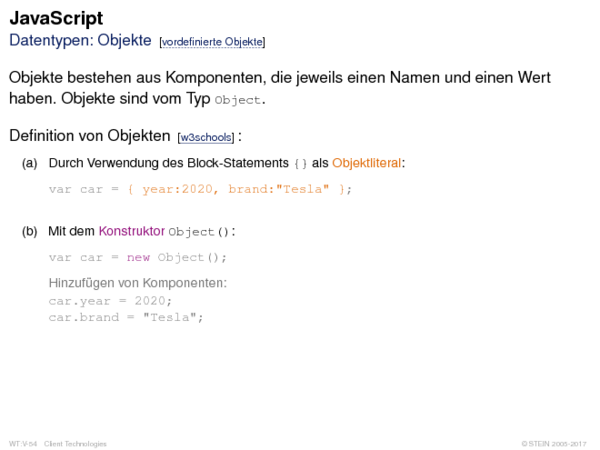 JavaScript
Datentypen: Objekte [vordefinierte Objekte]
Objekte bestehen aus Komponenten, die jeweils einen Namen und einen Wert
haben. Objekte sind vom Typ Object.
Definition von Objekten [w3schools] :
(a) Durch Verwendung des Block-Statements {} als Objektliteral:
var car = { year:2020, brand:"Tesla" };
(b) Mit dem Konstruktor Object():
var car = new Object();
Hinzufügen von Komponenten:
car.year = 2020;
car.brand = "Tesla";
WT:V-54 Client Technologies © STEIN 2005-2017